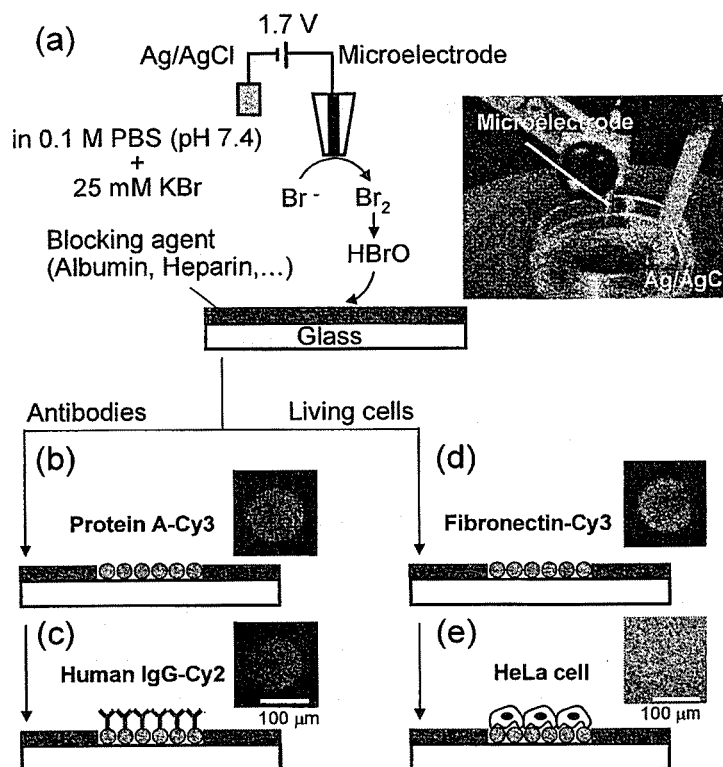 (a)
1.7 V
Ag/AgCl
Microelectrode
in 0.1 M PBS (pH 7.4)
+
25 mM KBr
Br -
Br2
HBrO
Blocking agent
(Albumin, Heparin,...)
Glass
Microelectrode
Ag/AgCl
Antibodies
Living cells
(b)
Protein A-Cy3
(d)
Fibronectin-Cy3
(c)
Human IgG-Cy2
100 µm
(e)
HeLa cell
100 µm